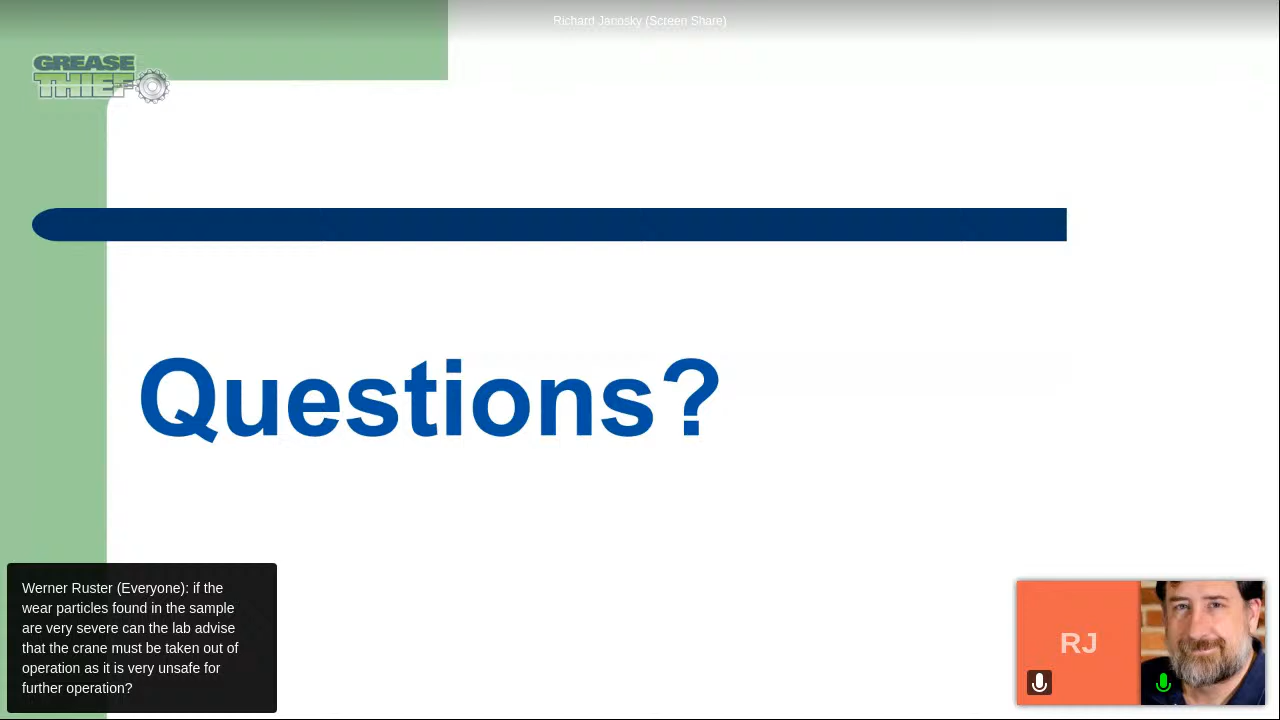 Richard Janosky (Screen Share)
GREASE
THIEF
Questions?
Werner Ruster (Everyone): if the
wear particles found in the sample
are very severe can the lab advise
that the crane must be taken out of
operation as it is very unsafe for
further operation?
RJ